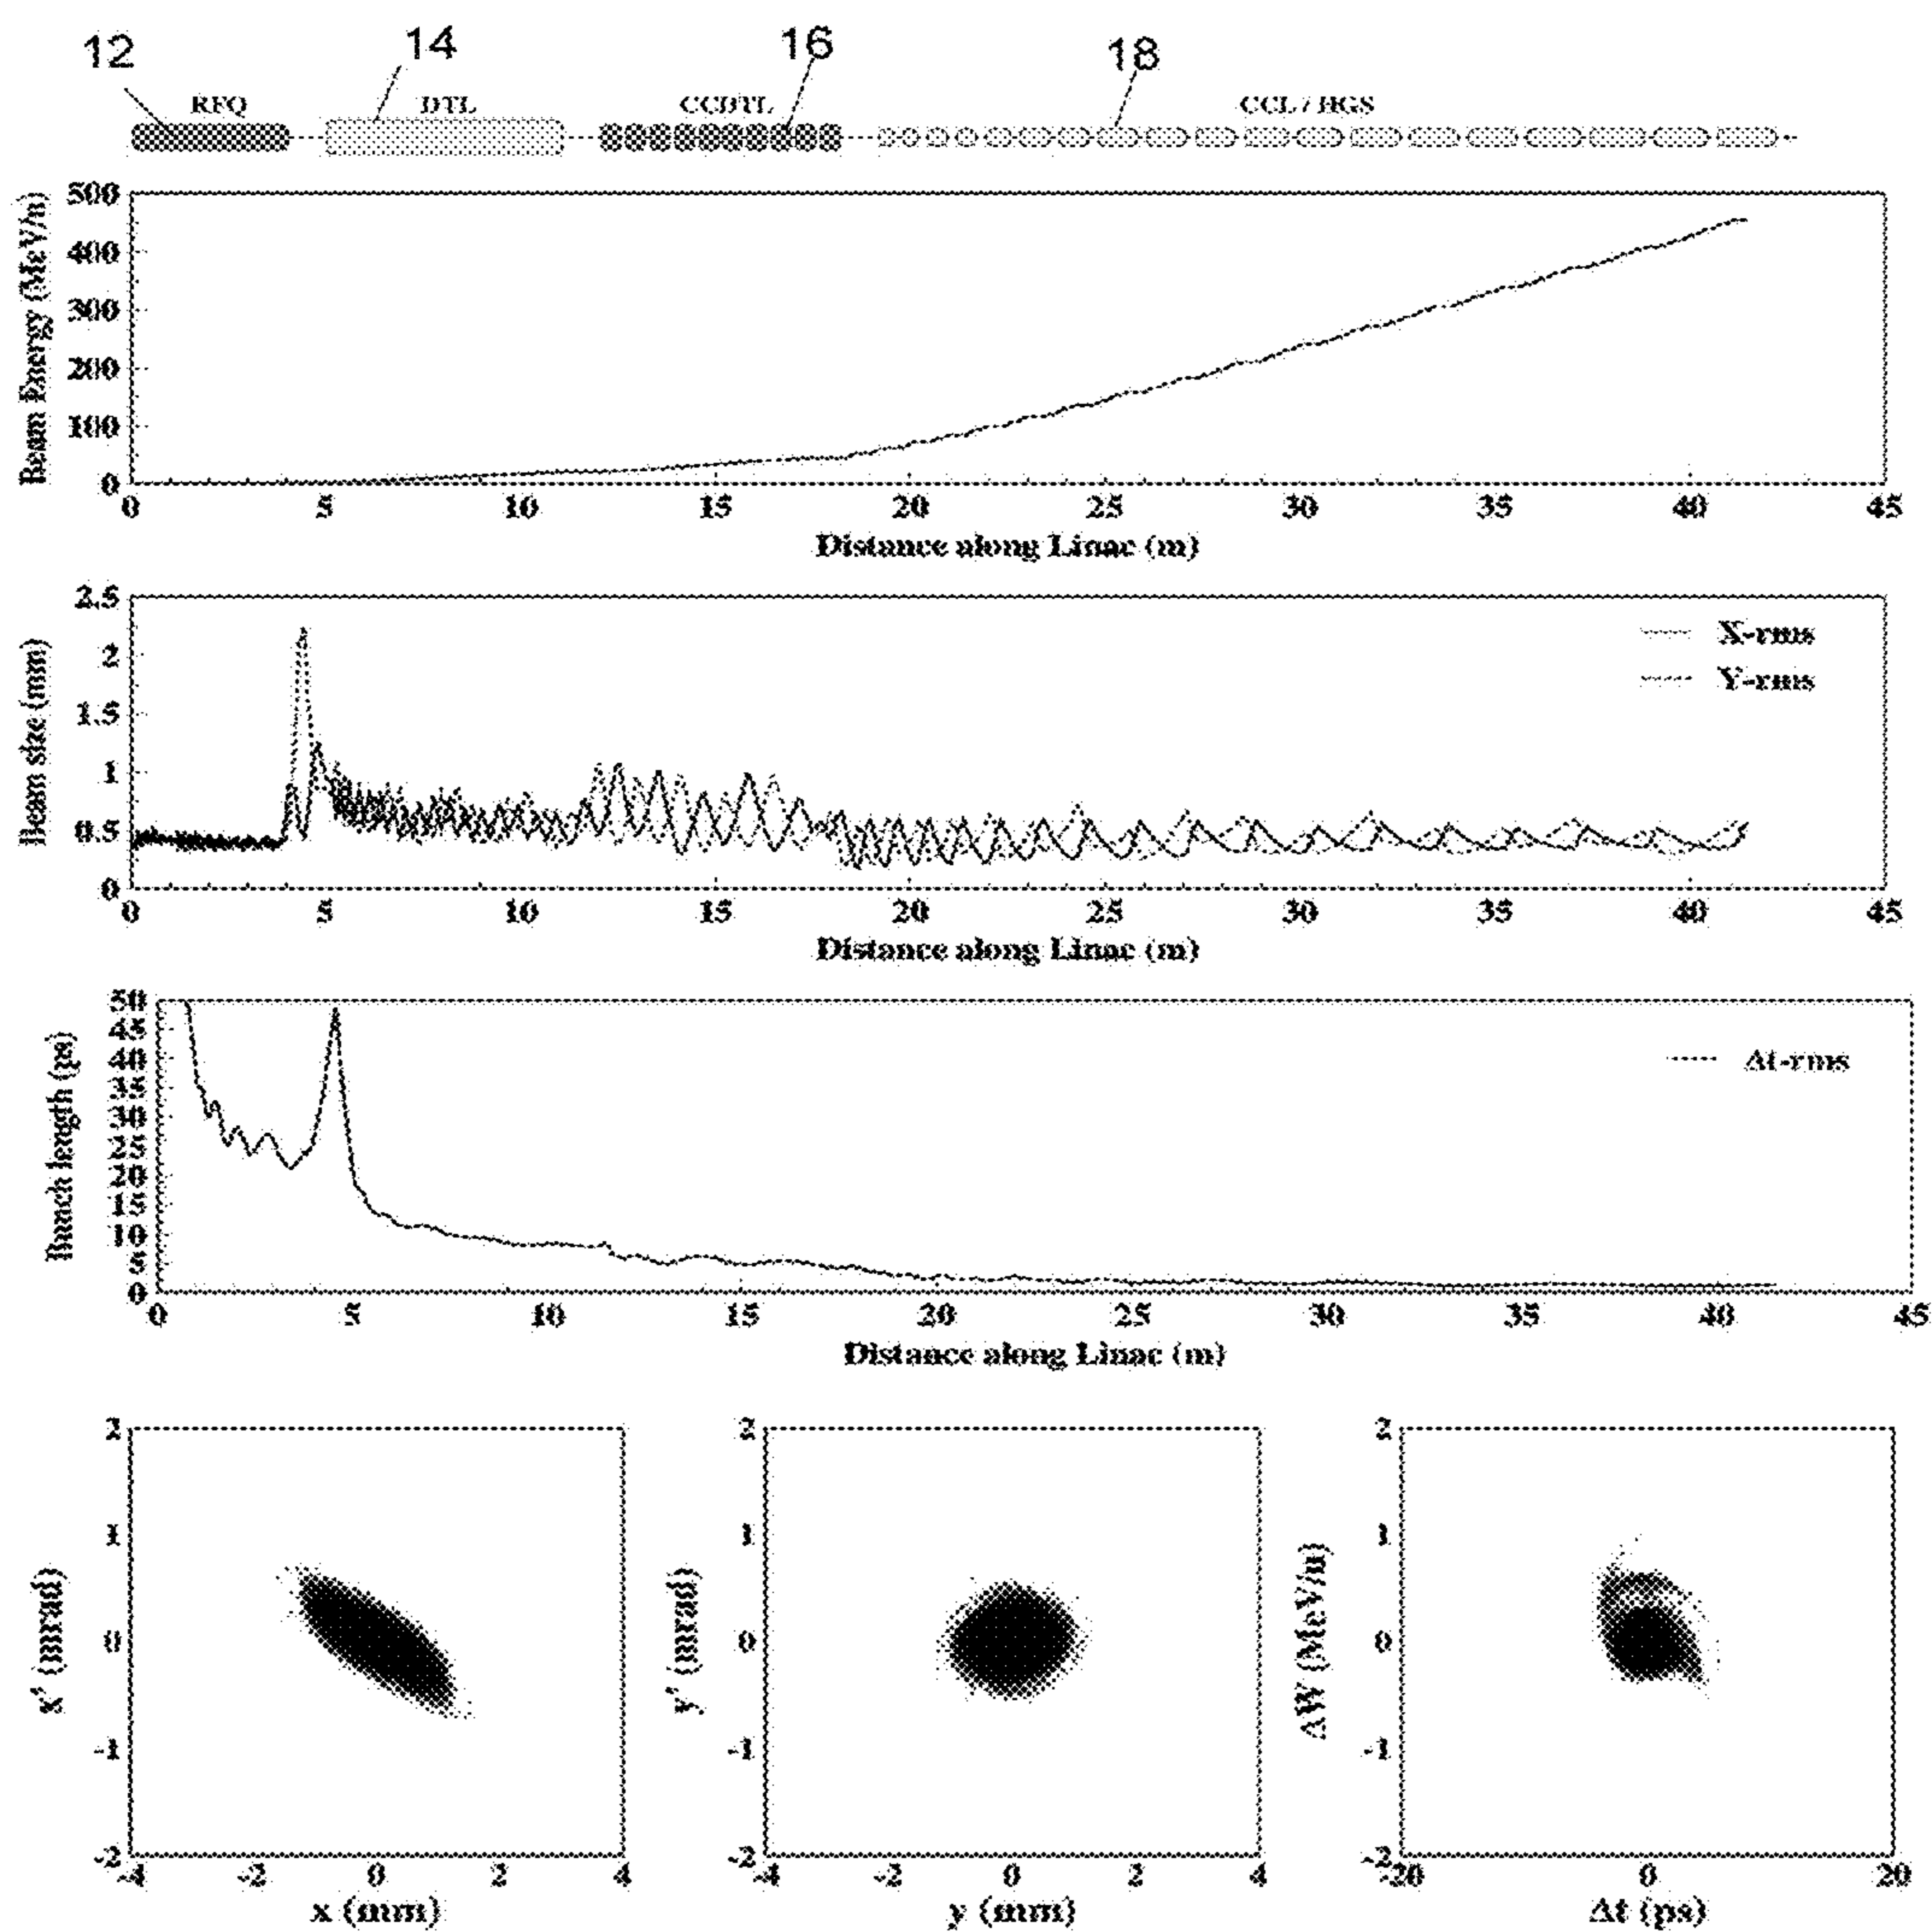 12 14 16 18
RFQ DTL CCDTL CCL / HGS
Beam Energy (MeV/n)
500
400
300
200
100
0
0 5 10 15 20 25 30 35 40 45
Distance along Linac (m)
Beam size (mm)
2.5
2
1.5
1
0.5
0
X-rms
Y-rms
0 5 10 15 20 25 30 35 40 45
Distance along Linac (m)
Bunch length (ps)
50
45
40
35
30
25
20
15
10
5
0
Δt-rms
0 5 10 15 20 25 30 35 40 45
Distance along Linac (m)
x' (mrad)
2
1
0
-1
-2
-4 -2 0 2 4
x (mm)
y' (mrad)
2
1
0
-1
-2
-4 -2 0 2 4
y (mm)
ΔW (MeV/n)
2
1
0
-1
-2
-20 0 20
Δt (ps)